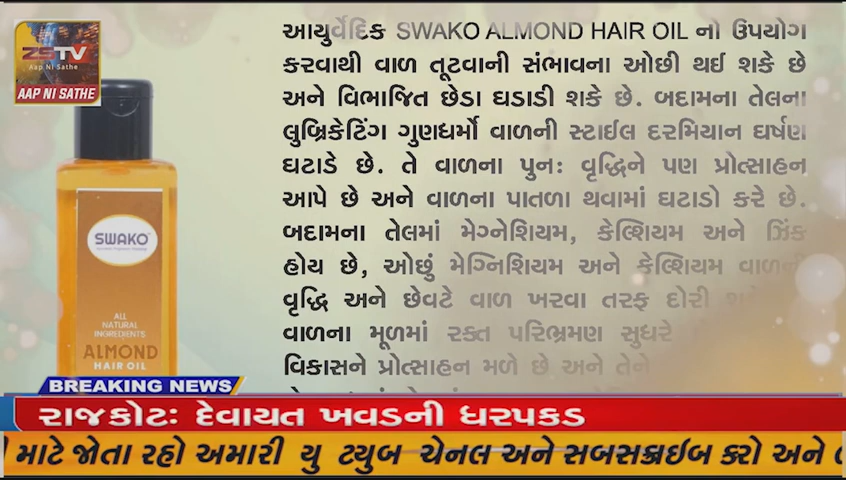 ZSTV
Aap Ni Sathe
AAP NI SATHE
આયુર્વેદિક SWAKO ALMOND HAIR OIL નો ઉપયોગ
કરવાથી વાળ તૂટવાની સંભાવના ઓછી થઈ શકે છે
અને વિભાજિત છેડા ઘડાડી શકે છે. બદામના તેલના
લુબ્રિકેટિંગ ગુણધર્મો વાળની સ્ટાઈલ દરમિયાન ઘર્ષણ
ઘટાડે છે. તે વાળના પુનઃ વૃદ્ધિને પણ પ્રોત્સાહન
આપે છે અને વાળના પાતળા થવામાં ઘટાડો કરે છે.
બદામના તેલમાં મેગ્નેશિયમ, કેલ્શિયમ અને ઝિંક
હોય છે, ઓછું મેગ્નિશિયમ અને કેલ્શિયમ વાળની
વૃદ્ધિ અને છેવટે વાળ ખરવા તરફ દોરી
વાળના મૂળમાં રક્ત પરિભ્રમણ સુધરે
વિકાસને પ્રોત્સાહન મળે છે અને તેને
SWAKO
ALL
NATURAL
INGREDIENTS
ALMOND
HAIR OIL
BREAKING NEWS
રાજકોટઃ દેવાયત ખવડની ધરપકડ
માટે જોતા રહો અમારી યુ ટ્યુબ ચેનલ અને સબસક્રાઇબ કરો અને